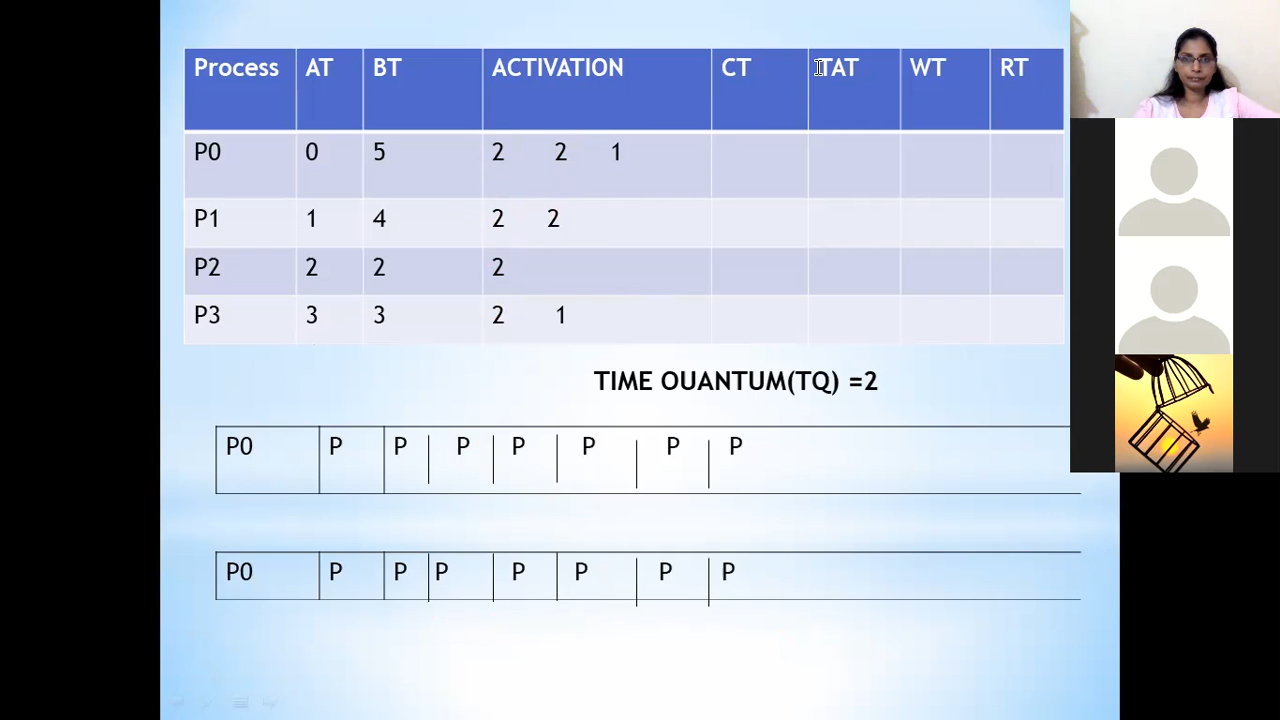 Process AT BT ACTIVATION CT TAT WT RT
P0 0 5 2 2 1
P1 1 4 2 2
P2 2 2 2
P3 3 3 2 1
TIME OUANTUM(TQ) =2
P0 P P P P P P P
P0 P P P P P P P